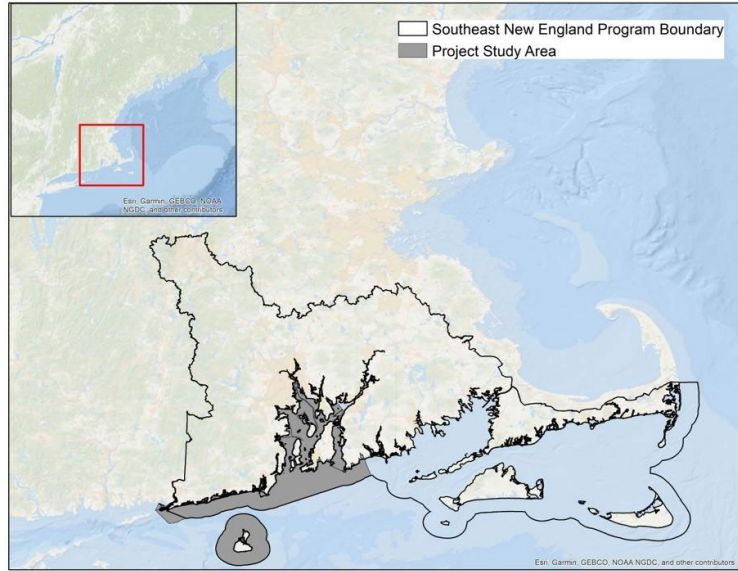 Southeast New England Program Boundary
Project Study Area
Esri, Garmin, GEBCO, NOAA
NGDC, and other contributors
Esri, Garmin, GEBCO, NOAA NGDC, and other contributors